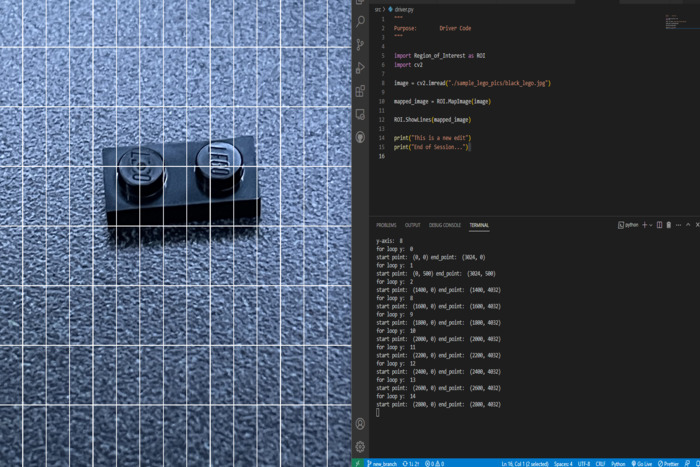 LEGO
LEGO
src > driver.py
1 """
2 Purpose: Driver Code
3 """
4
5 import Region_of_Interest as ROI
6 import cv2
7
8 image = cv2.imread("./sample_lego_pics/black_lego.jpg")
9
10 mapped_image = ROI.MapImage(image)
11
12 ROI.ShowLines(mapped_image)
13
14 print("This is a new edit")
15 print("End of Session...")
16
PROBLEMS OUTPUT DEBUG CONSOLE TERMINAL python
y-axis: 8
for loop y: 0
start point: (0, 0) end_point: (3024, 0)
for loop y: 1
start point: (0, 500) end_point: (3024, 500)
for loop y: 2
start point: (1400, 0) end_point: (1400, 4032)
for loop y: 8
start point: (1600, 0) end_point: (1600, 4032)
for loop y: 9
start point: (1800, 0) end_point: (1800, 4032)
for loop y: 10
start point: (2000, 0) end_point: (2000, 4032)
for loop y: 11
start point: (2200, 0) end_point: (2200, 4032)
for loop y: 12
start point: (2400, 0) end_point: (2400, 4032)
for loop y: 13
start point: (2600, 0) end_point: (2600, 4032)
for loop y: 14
start point: (2800, 0) end_point: (2800, 4032)
new_branch 1↓ 2↑ 0 0 Ln 16, Col 1 (2 selected) Spaces: 4 UTF-8 CRLF Python Go Live Prettier